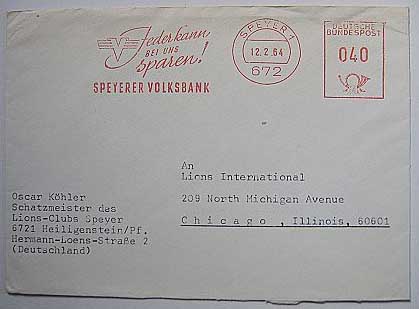 Jeder kann
BEI UNS
sparen!
SPEYERER VOLKSBANK
SPEYER 1
12.2.64
672
DEUTSCHE
BUNDESPOST
040
An
Lions International
209 North Michigan Avenue
Chicago, Illinois, 60601
Oscar Köhler
Schatzmeister des
Lions-Clubs Speyer
6721 Heiligenstein/Pf.
Hermann-Loens-Straße 2
(Deutschland)